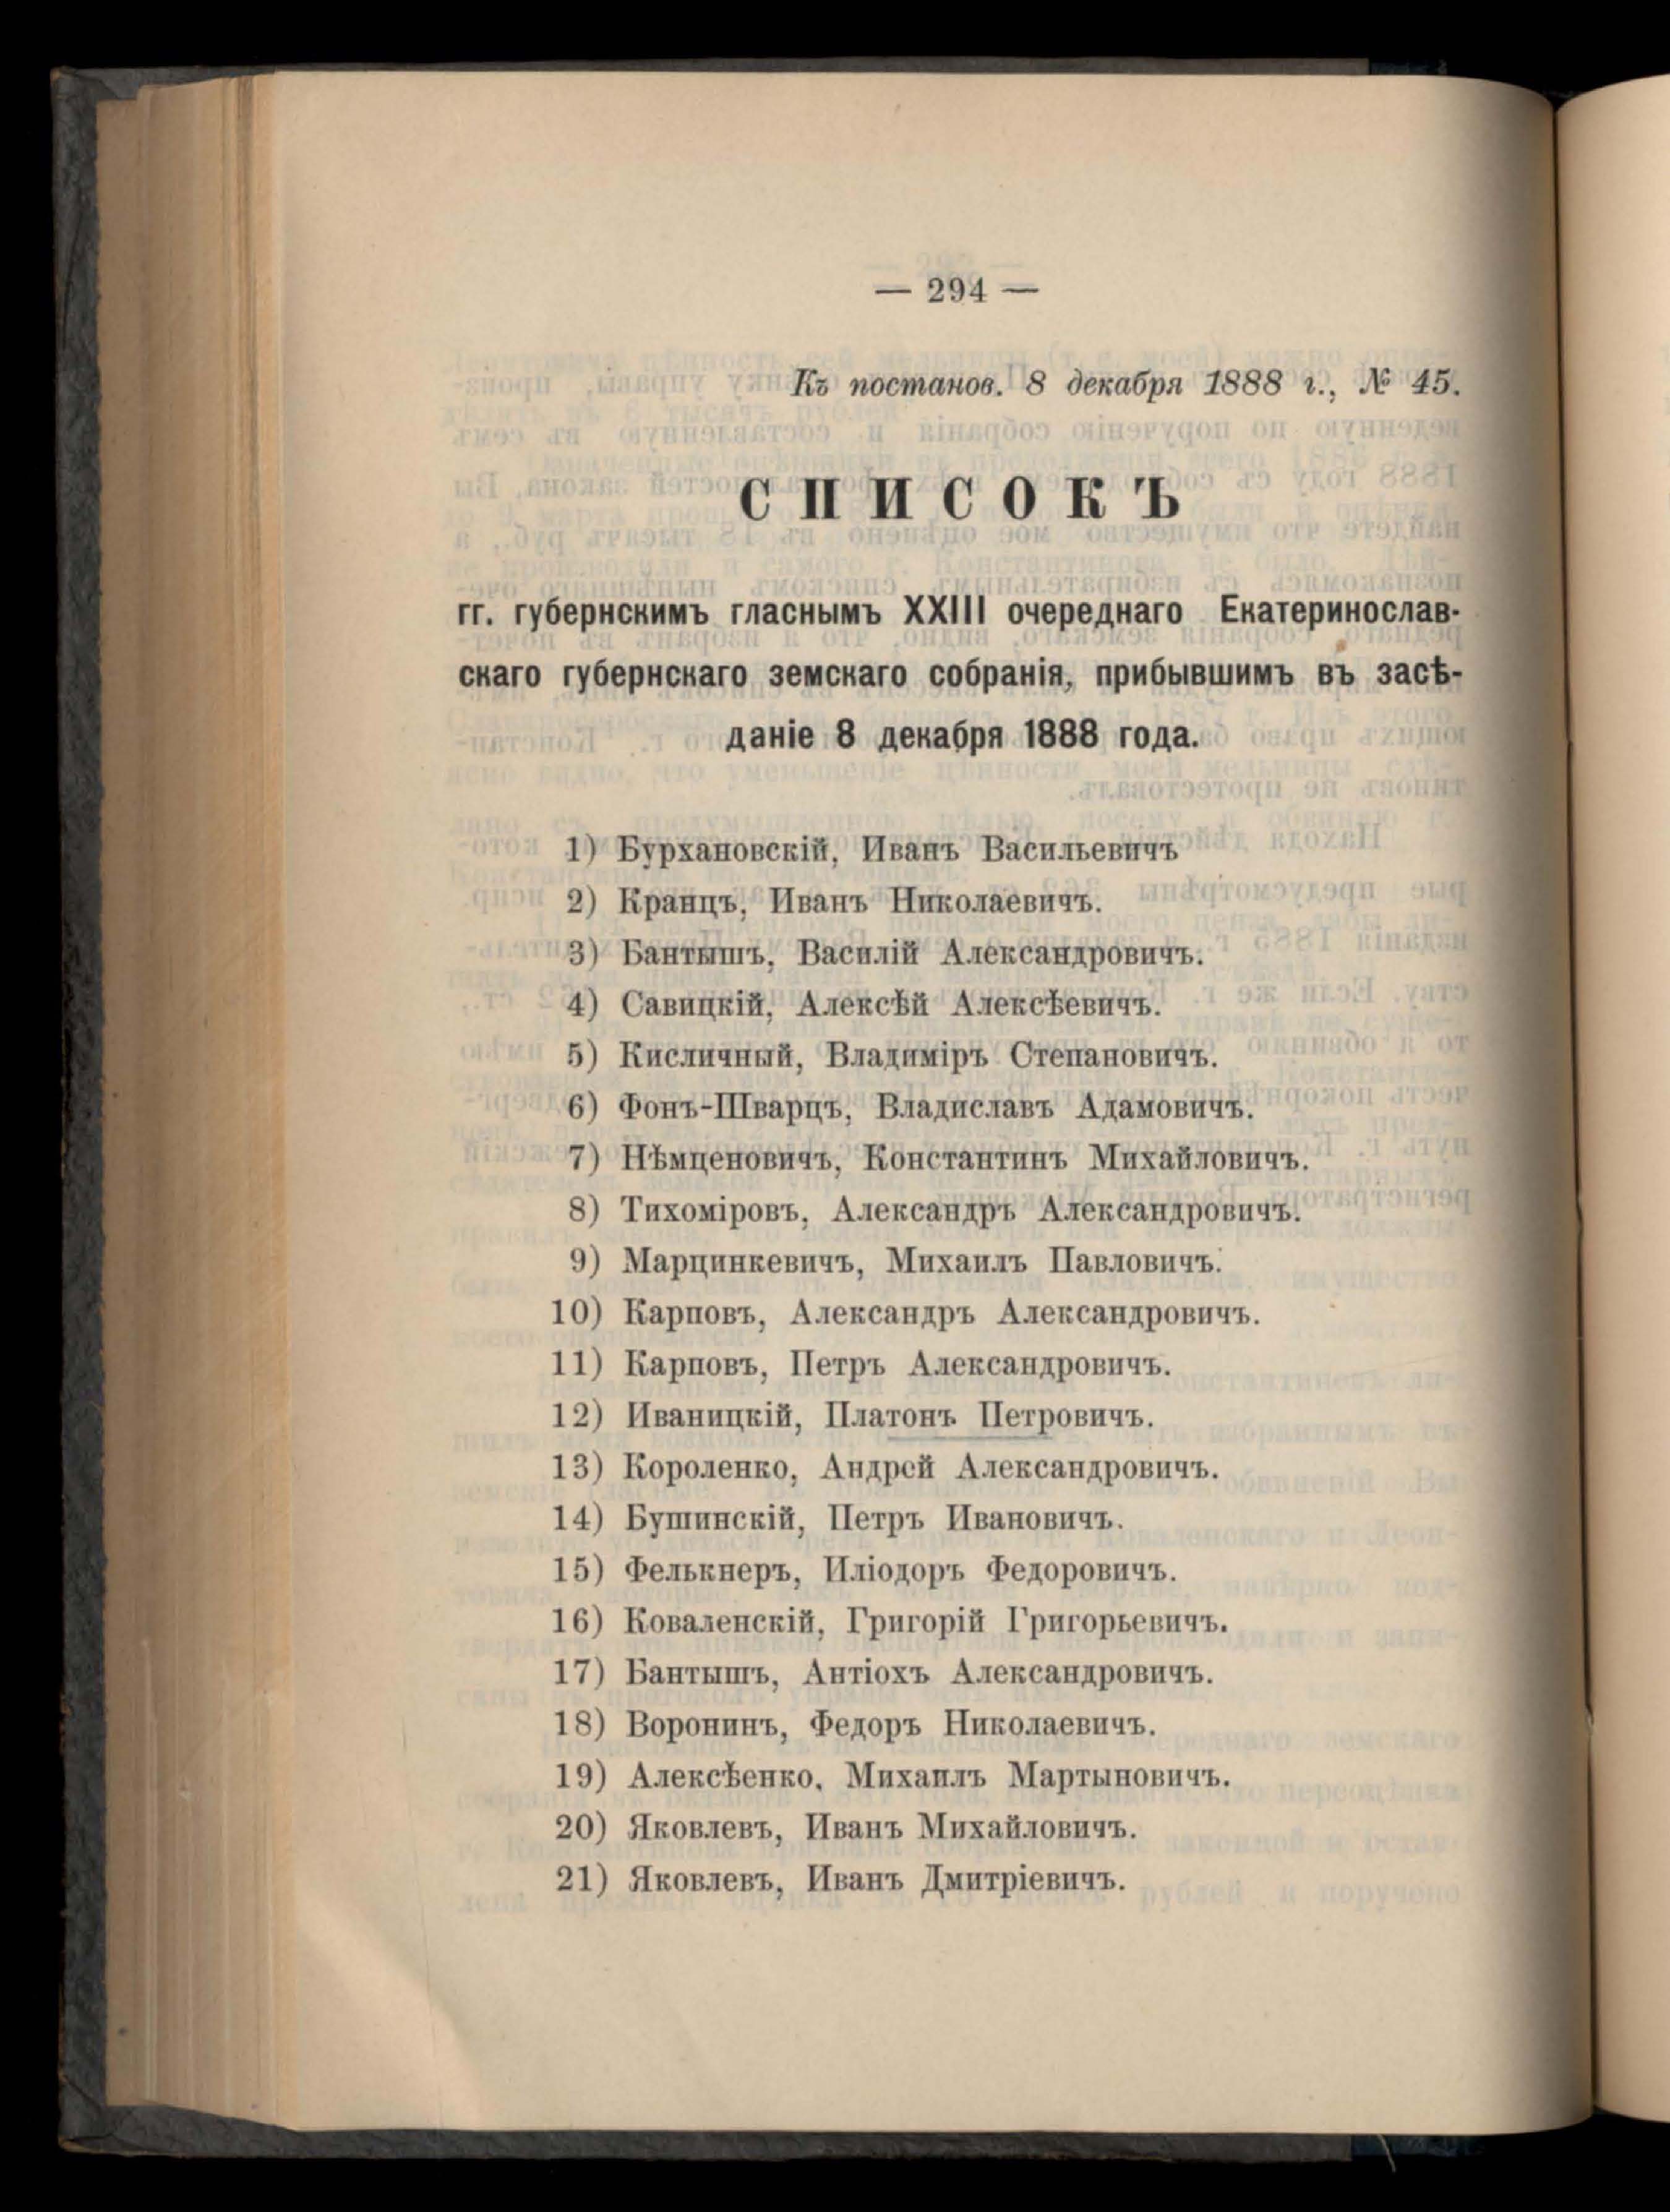 — 294 —
Къ постанов. 8 декабря 1888 г., № 45.
СПИСОКЪ
гг. губернскимъ гласнымъ XXIII очереднаго Екатеринослав-
скаго губернскаго земскаго собранія, прибывшимъ въ засѣ-
даніе 8 декабря 1888 года.
1) Бурхановскій, Иванъ Васильевичъ
2) Кранцъ, Иванъ Николаевичъ.
3) Бантышъ, Василій Александровичъ.
4) Савицкій, Алексѣй Алексѣевичъ.
5) Кисличный, Владиміръ Степановичъ.
6) Фонъ-Шварцъ, Владиславъ Адамовичъ.
7) Нѣмценовичъ, Константинъ Михайловичъ.
8) Тихоміровъ, Александръ Александровичъ.
9) Марцинкевичъ, Михаилъ Павловичъ.
10) Карповъ, Александръ Александровичъ.
11) Карповъ, Петръ Александровичъ.
12) Иваницкій, Платонъ Петровичъ.
13) Короленко, Андрей Александровичъ.
14) Бушинскій, Петръ Ивановичъ.
15) Фелькнеръ, Иліодоръ Федоровичъ.
16) Коваленскій, Григорій Григорьевичъ.
17) Бантышъ, Антіохъ Александровичъ.
18) Воронинъ, Федоръ Николаевичъ.
19) Алексѣенко, Михаилъ Мартыновичъ.
20) Яковлевъ, Иванъ Михайловичъ.
21) Яковлевъ, Иванъ Дмитріевичъ.